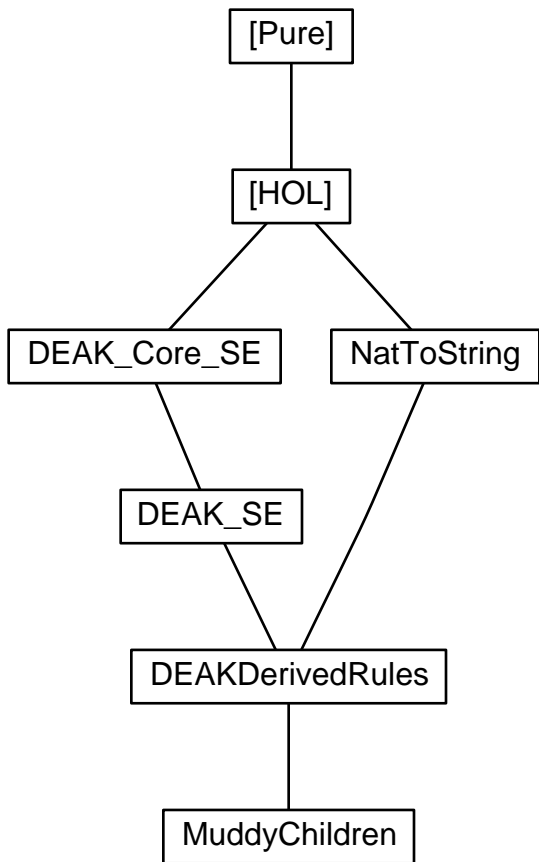 [Pure]
[HOL]
DEAK_Core_SE
NatToString
DEAK_SE
DEAKDerivedRules
MuddyChildren